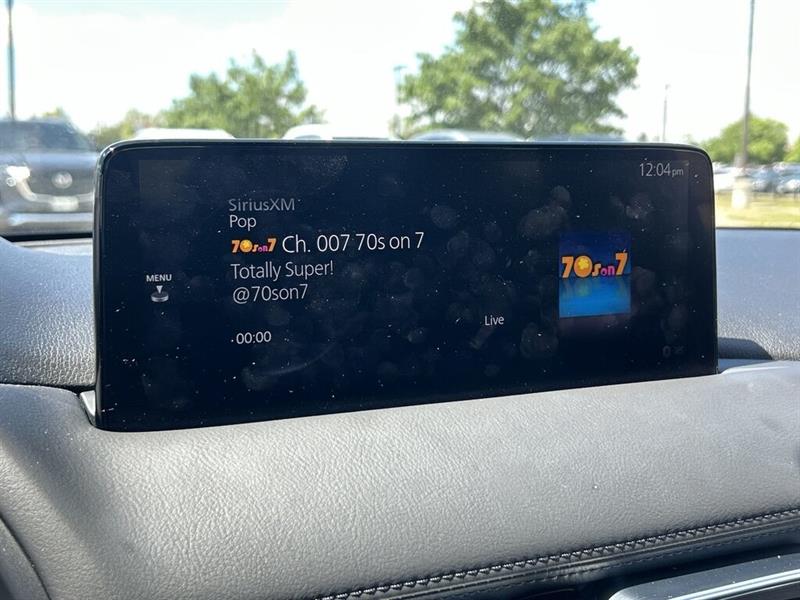 12:04pm
SiriusXM
Pop
70son7 Ch. 007 70s on 7
Totally Super!
@70son7
MENU
70son7
Live
-00:00